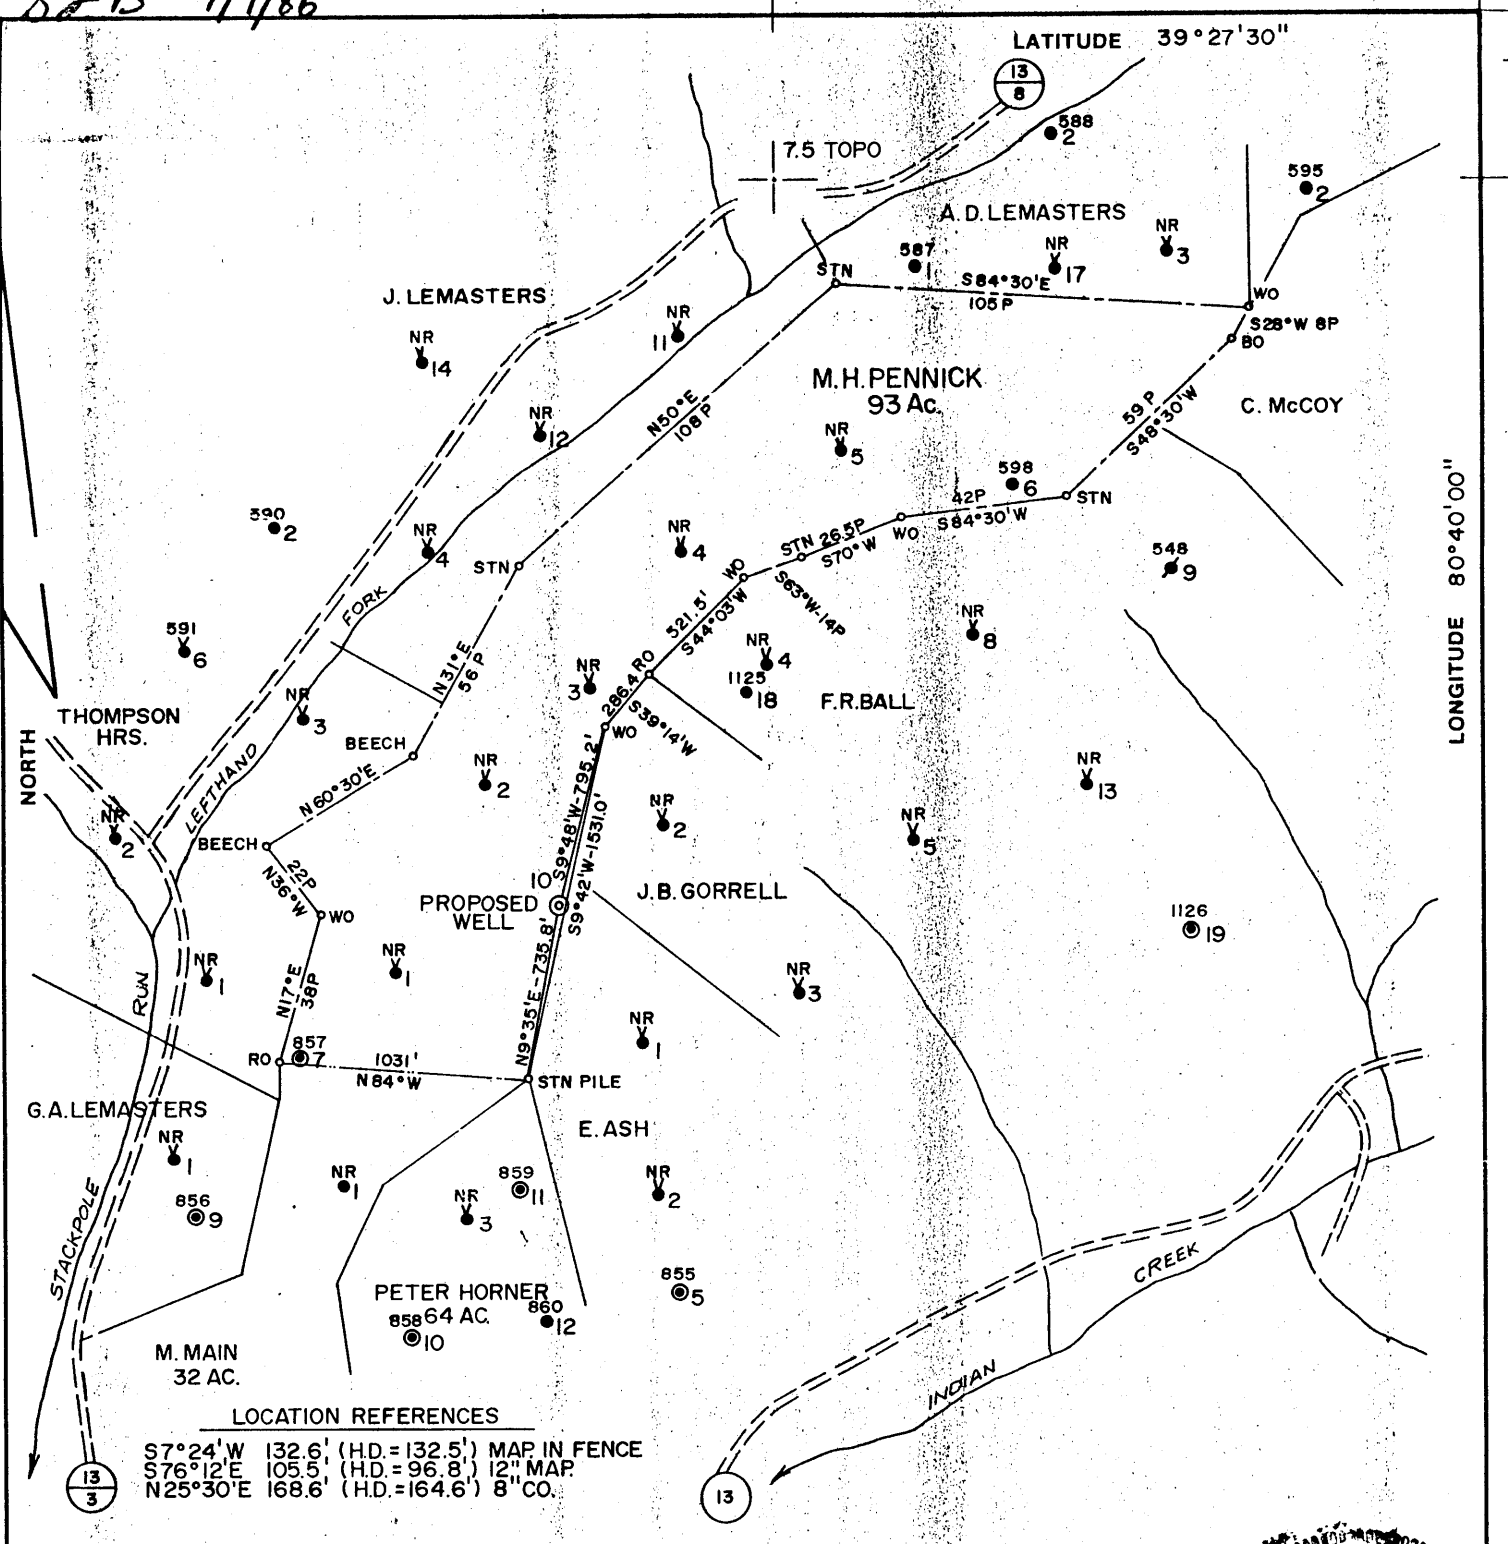 7/1/86
LATITUDE 39°27'30"
13
8
588
2
7.5 TOPO
595
2
A.D. LEMASTERS
NR
3
NR
17
587
1
STN
S84°30'E
105 P
WO
S28°W 8P
BO
J. LEMASTERS
NR
11
NR
14
M.H. PENNICK
93 Ac.
C. McCOY
N50°E
108 P
59 P
S48°30'W
NR
12
NR
5
598
6
42P
S84°30'W
STN
WO
LONGITUDE 80°40'00"
590
2
NR
4
STN
NR
4
STN 26.5P
S70°W
WO
S63°W-14P
548
9
FORK
521.5'
S44°03'W
591
6
N31°E
56 P
NR
8
NR
3
286.4 RO
S39°14'W
NR
4
1125
18
F.R. BALL
THOMPSON
HRS.
NR
3
NORTH
LEFTHAND
BEECH
WO
N60°30'E
NR
2
S9°48'W-795.2'
S9°42'W-1531.0'
NR
13
NR
2
NR
2
NR
5
BEECH
22P
N36°W
WO
10
PROPOSED
WELL
J.B. GORRELL
1126
19
N9°35'E-735.8'
NR
1
NR
1
NR
3
RUN
N17°E
38P
NR
1
857
7
RO
1031'
N84°W
STN PILE
G.A. LEMASTERS
E. ASH
NR
1
NR
1
859
11
NR
2
856
9
NR
3
STACKPOLE
CREEK
855
5
PETER HORNER
64 AC.
860
12
858
10
M. MAIN
32 AC.
INDIAN
LOCATION REFERENCES
S7°24'W 132.6' (H.D.=132.5') MAP. IN FENCE
S76°12'E 105.5' (H.D.=96.8') 12" MAP.
N25°30'E 168.6' (H.D.=164.6') 8" CO.
13
3
13